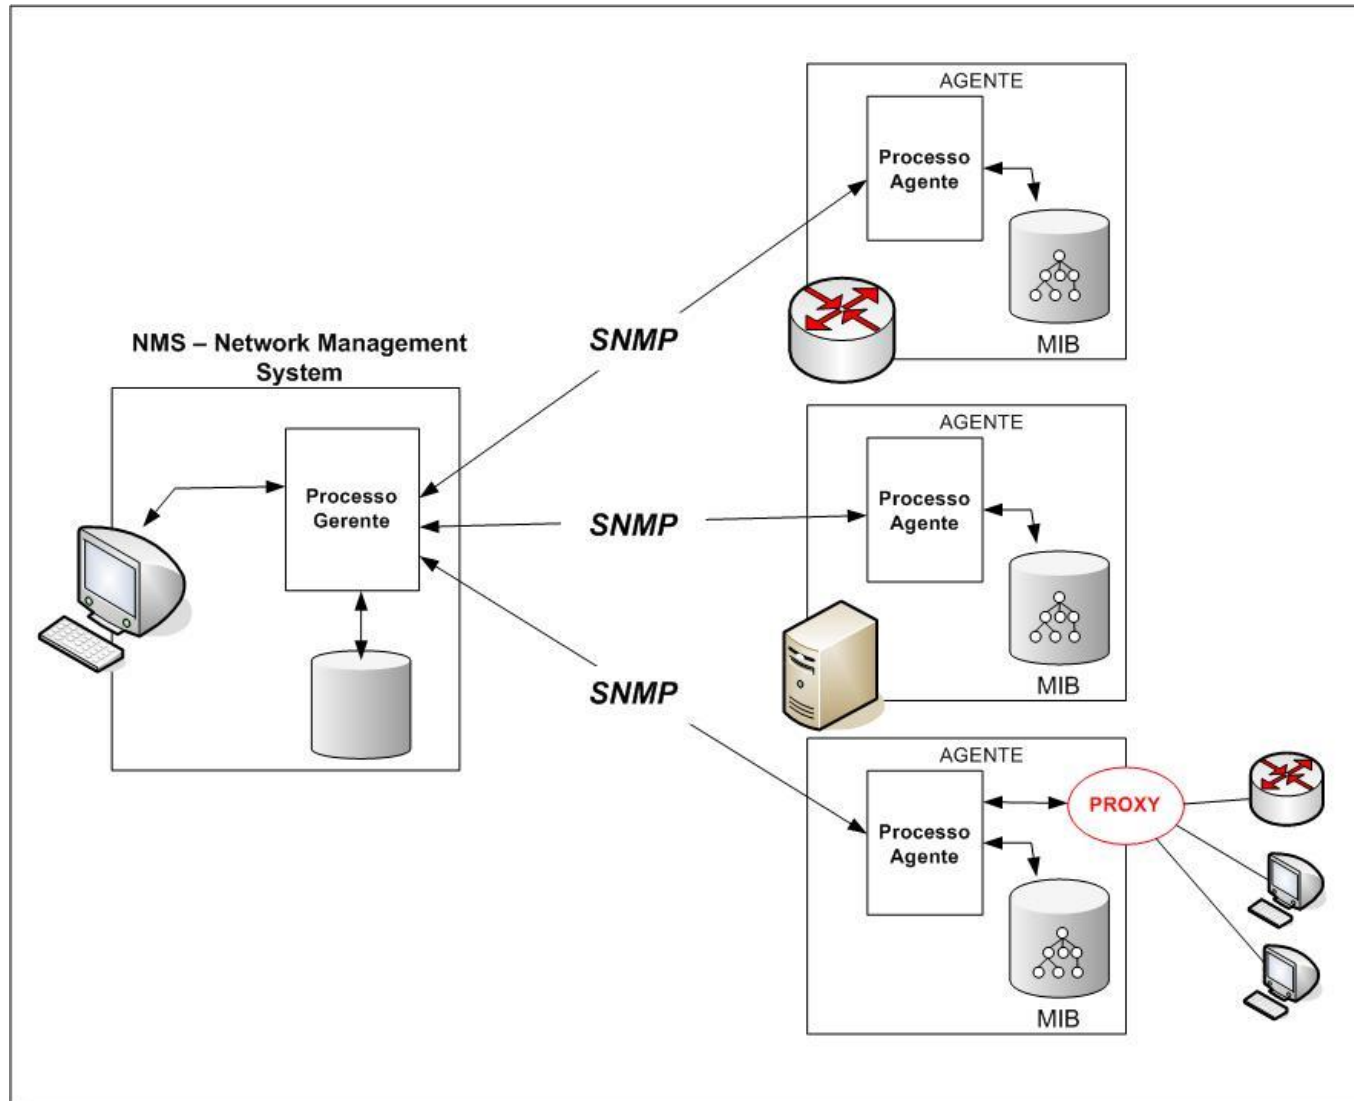 NMS – Network Management
System
Processo
Gerente
SNMP
SNMP
SNMP
AGENTE
Processo
Agente
MIB
AGENTE
Processo
Agente
MIB
AGENTE
Processo
Agente
PROXY
MIB